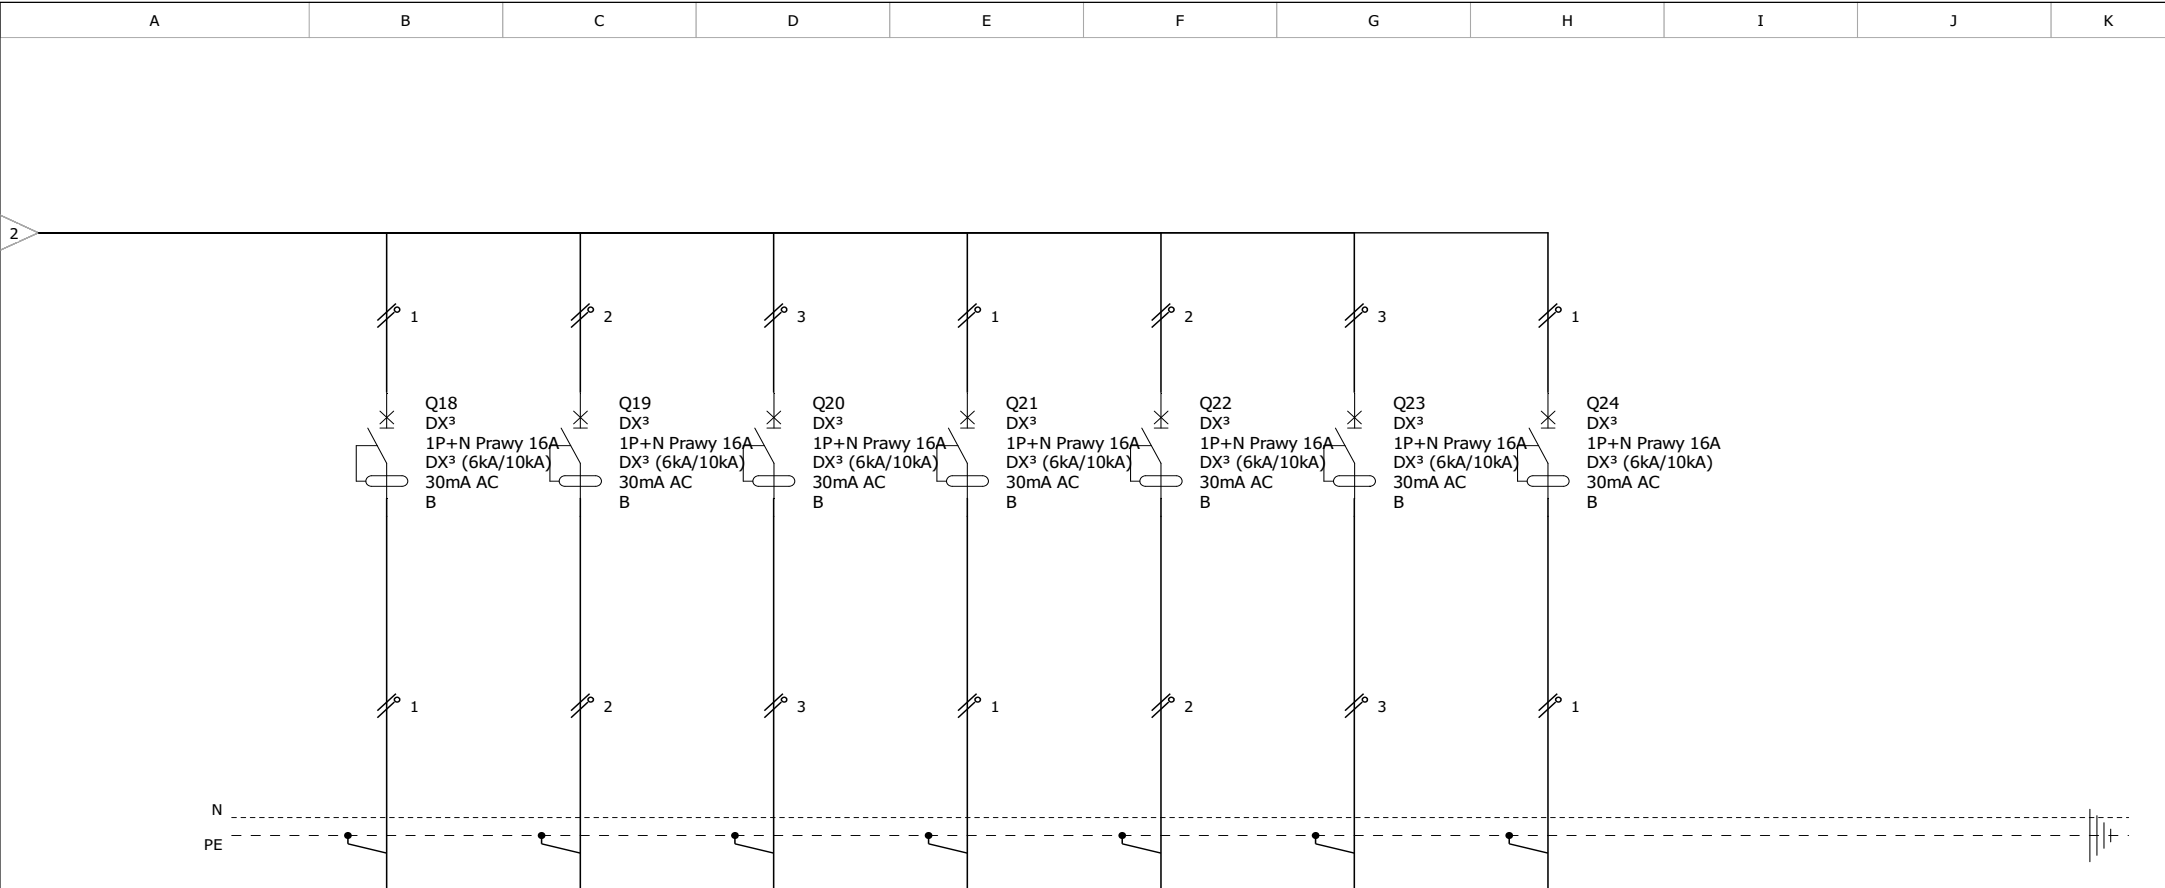 A B C D E F G H I J K
2
1 2 3 1 2 3 1
Q18
DX³
1P+N Prawy 16A
DX³ (6kA/10kA)
30mA AC
B
Q19
DX³
1P+N Prawy 16A
DX³ (6kA/10kA)
30mA AC
B
Q20
DX³
1P+N Prawy 16A
DX³ (6kA/10kA)
30mA AC
B
Q21
DX³
1P+N Prawy 16A
DX³ (6kA/10kA)
30mA AC
B
Q22
DX³
1P+N Prawy 16A
DX³ (6kA/10kA)
30mA AC
B
Q23
DX³
1P+N Prawy 16A
DX³ (6kA/10kA)
30mA AC
B
Q24
DX³
1P+N Prawy 16A
DX³ (6kA/10kA)
30mA AC
B
1 2 3 1 2 3 1
N
PE